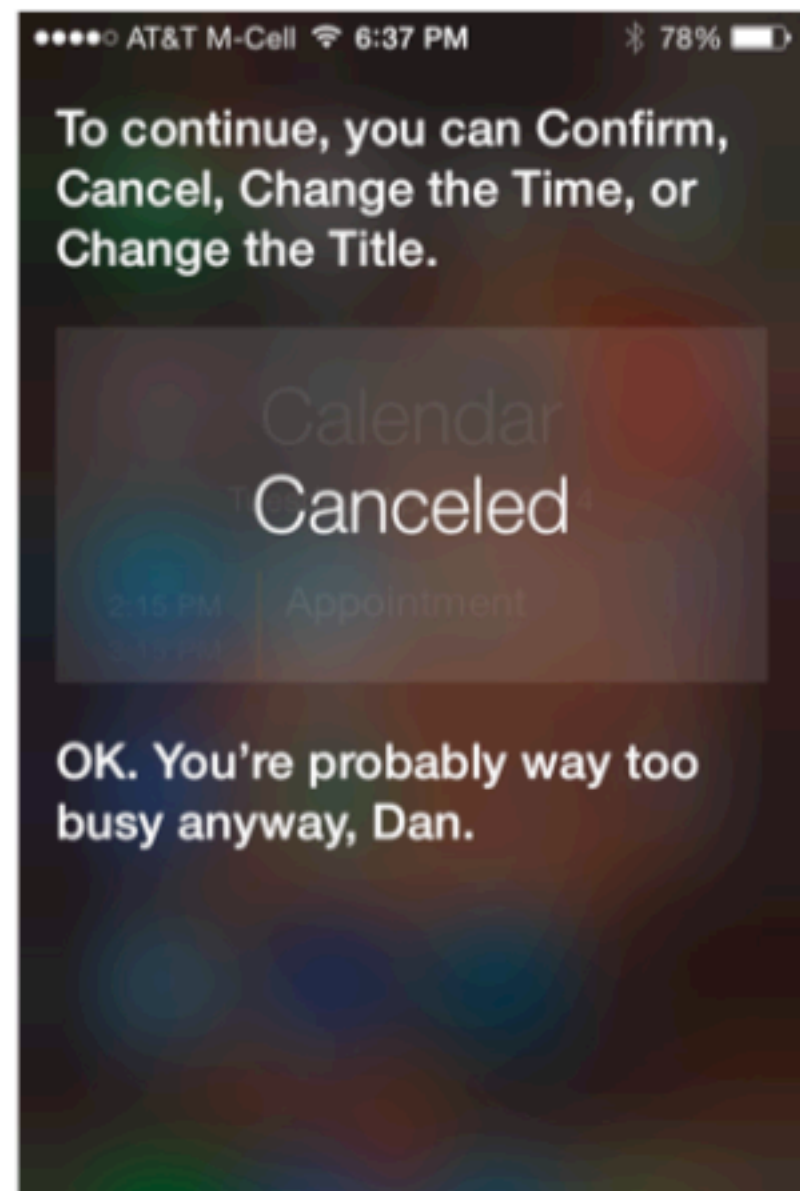 AT&T M-Cell 6:37 PM 78%
To continue, you can Confirm,
Cancel, Change the Time, or
Change the Title.
Calendar
Canceled
2:15 PM Appointment
OK. You're probably way too
busy anyway, Dan.